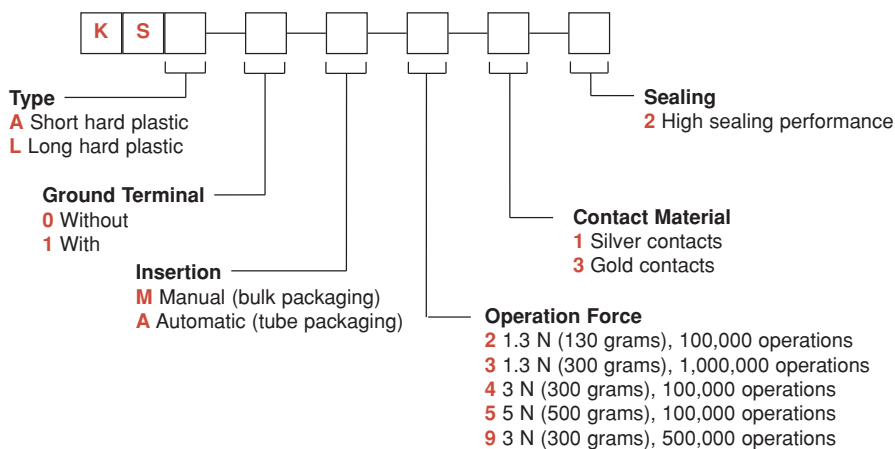 K S
Type
A Short hard plastic
L Long hard plastic
Ground Terminal
0 Without
1 With
Insertion
M Manual (bulk packaging)
A Automatic (tube packaging)
Operation Force
2 1.3 N (130 grams), 100,000 operations
3 1.3 N (300 grams), 1,000,000 operations
4 3 N (300 grams), 100,000 operations
5 5 N (500 grams), 100,000 operations
9 3 N (300 grams), 500,000 operations
Contact Material
1 Silver contacts
3 Gold contacts
Sealing
2 High sealing performance